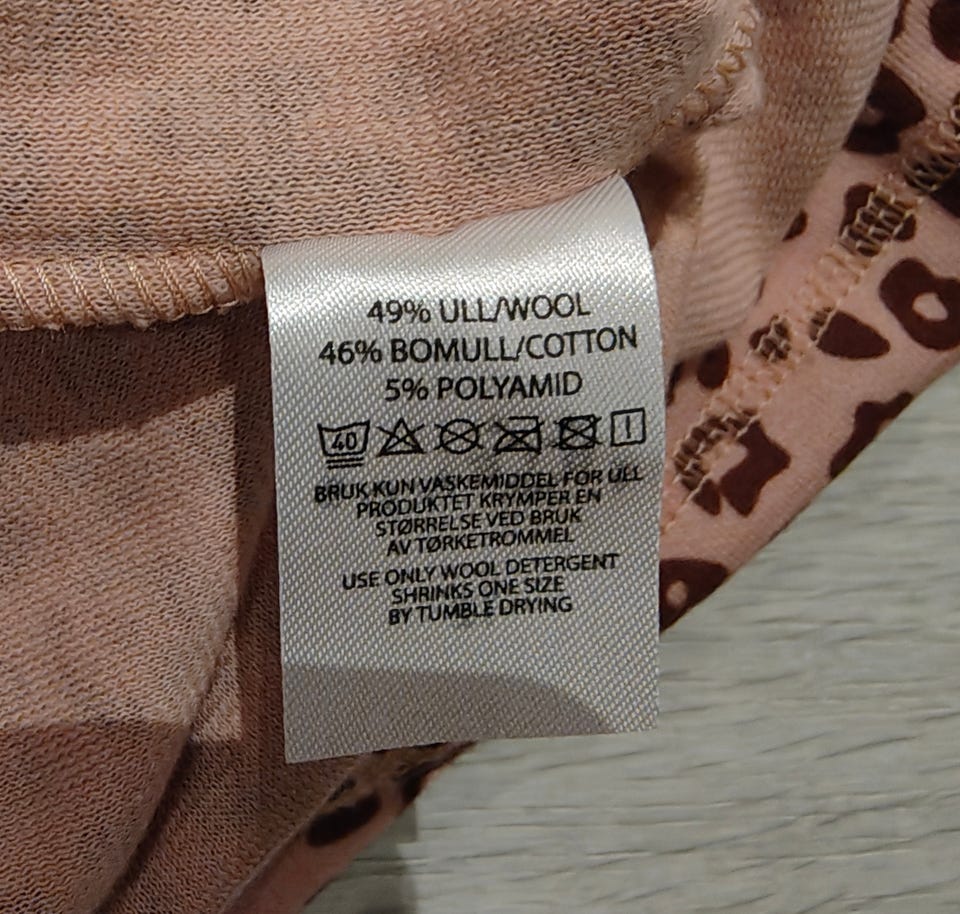 49% ULL/WOOL
46% BOMULL/COTTON
5% POLYAMID
40
BRUK KUN VASKEMIDDEL FOR ULL
PRODUKTET KRYMPER EN
STØRRELSE VED BRUK
AV TØRKETROMMEL
USE ONLY WOOL DETERGENT
SHRINKS ONE SIZE
BY TUMBLE DRYING